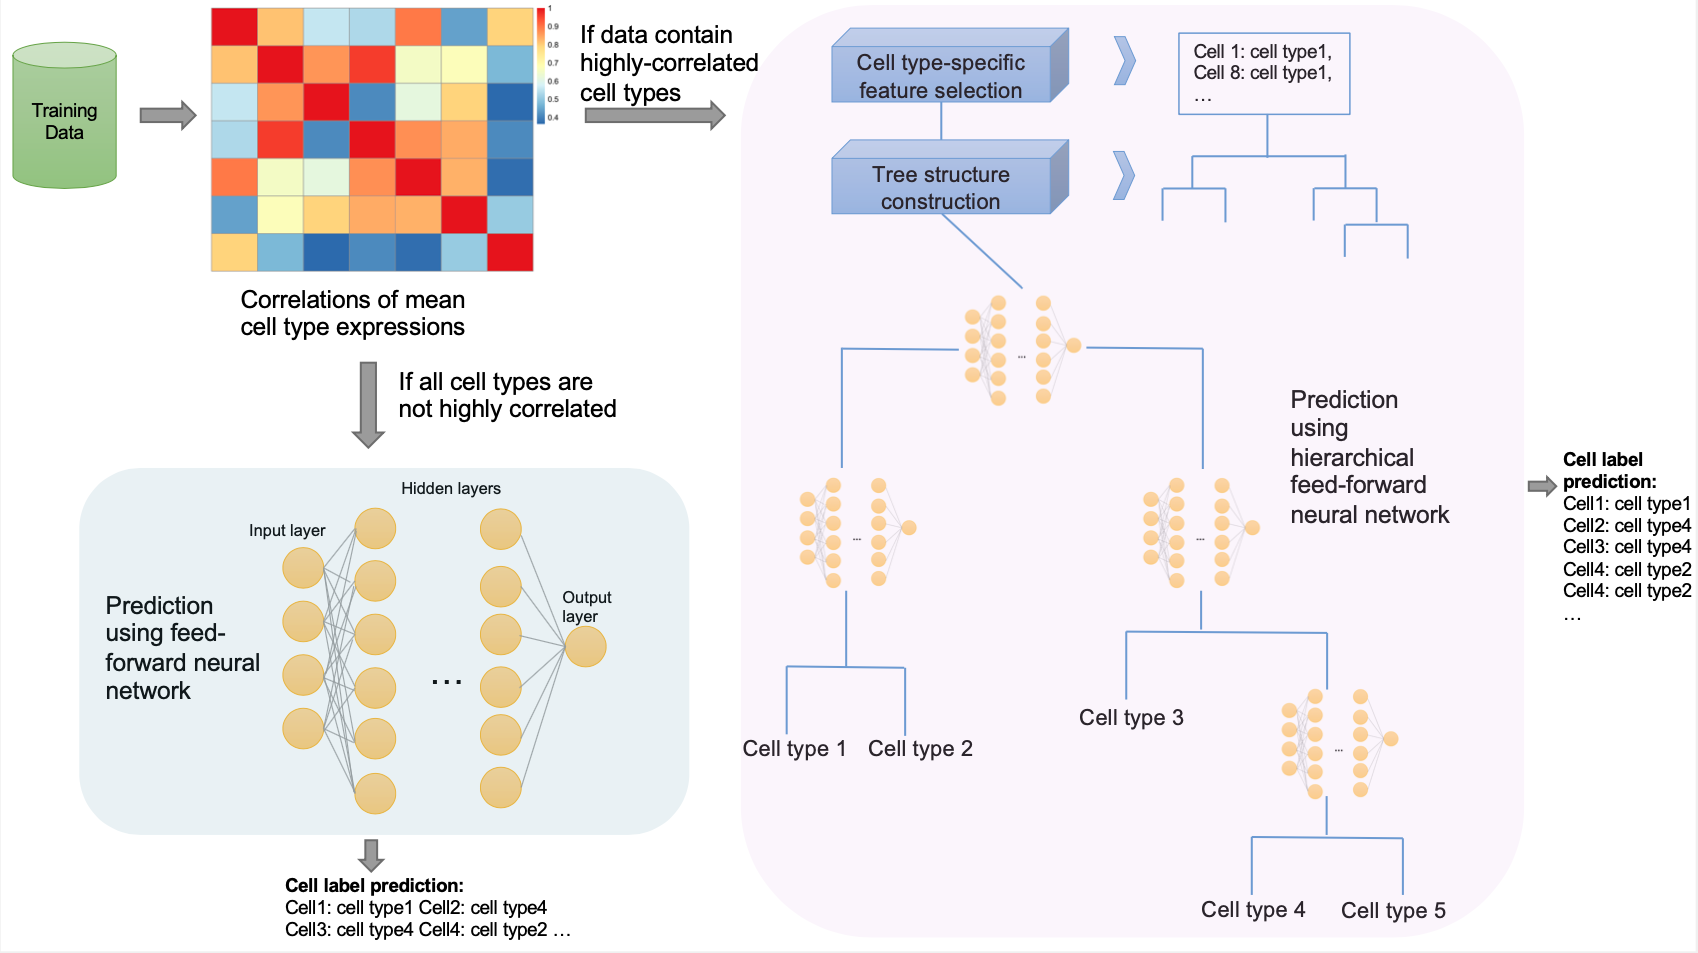 Training
Data
1
0.9
0.8
0.7
0.6
0.5
0.4
Correlations of mean
cell type expressions
If data contain
highly-correlated
cell types
If all cell types are
not highly correlated
Hidden layers
Input layer
Output
layer
Prediction
using feed-
forward neural
network
...
Cell label prediction:
Cell1: cell type1 Cell2: cell type4
Cell3: cell type4 Cell4: cell type2 ...
Cell type-specific
feature selection
Tree structure
construction
Cell 1: cell type1,
Cell 8: cell type1,
...
...
...
...
...
Prediction
using
hierarchical
feed-forward
neural network
Cell type 1
Cell type 2
Cell type 3
Cell type 4
Cell type 5
Cell label
prediction:
Cell1: cell type1
Cell2: cell type4
Cell3: cell type4
Cell4: cell type2
Cell4: cell type2
...